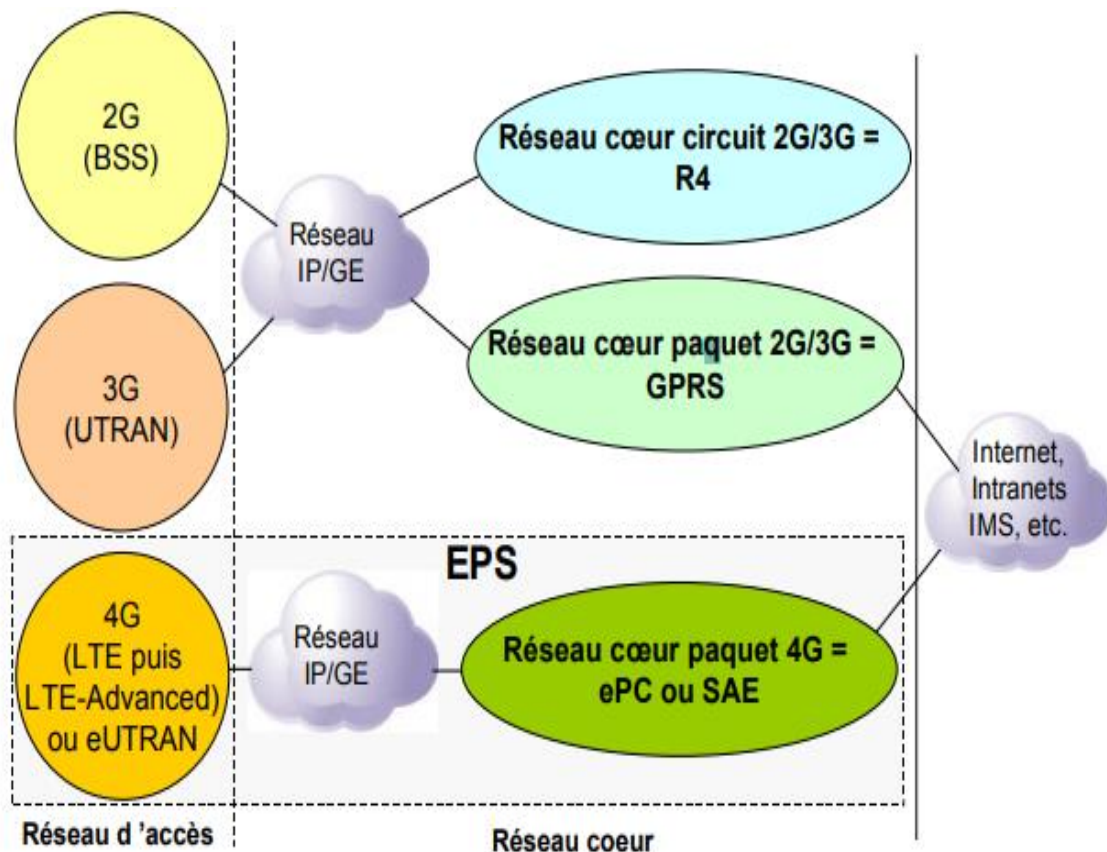 2G
(BSS)
Réseau cœur circuit 2G/3G =
R4
Réseau
IP/GE
3G
(UTRAN)
Réseau cœur paquet 2G/3G =
GPRS
Internet,
Intranets
IMS, etc.
EPS
4G
(LTE puis
LTE-Advanced)
ou eUTRAN
Réseau
IP/GE
Réseau cœur paquet 4G =
ePC ou SAE
Réseau d ’accès
Réseau coeur